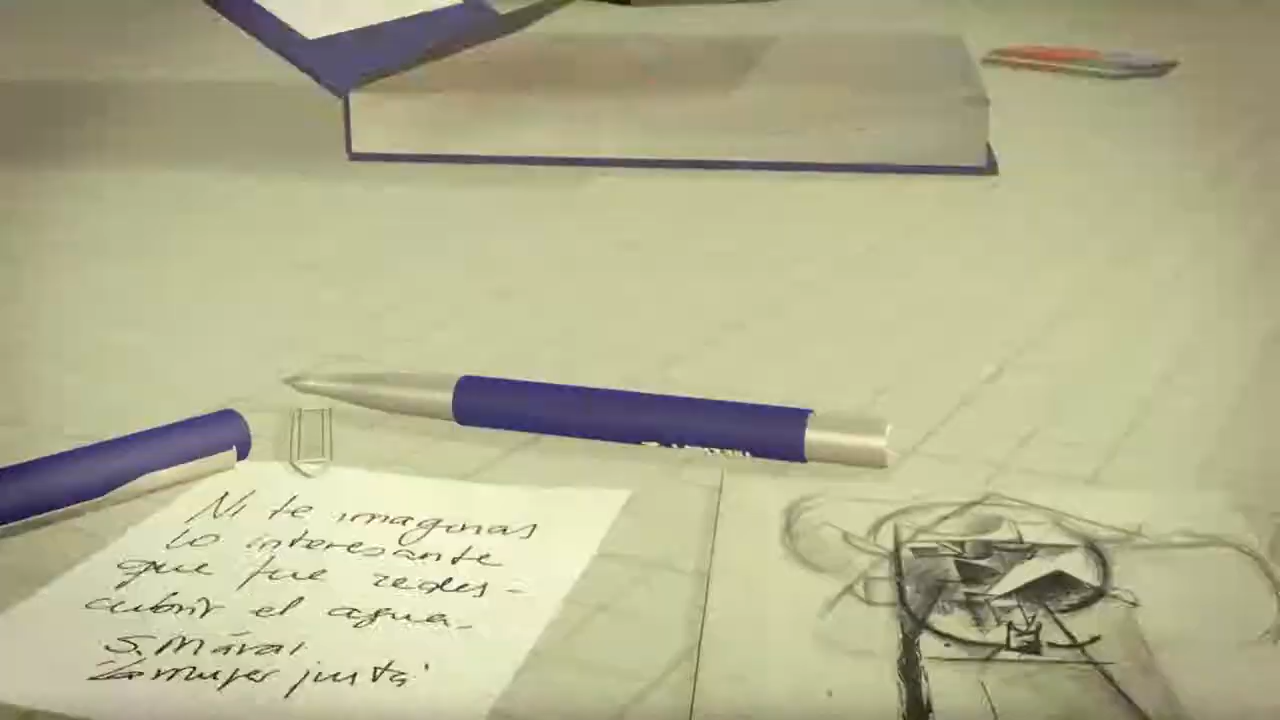 Ni te imaginas
lo interesante
que fue redes-
cubrir el agua.
S. Márai
"La mujer justa"